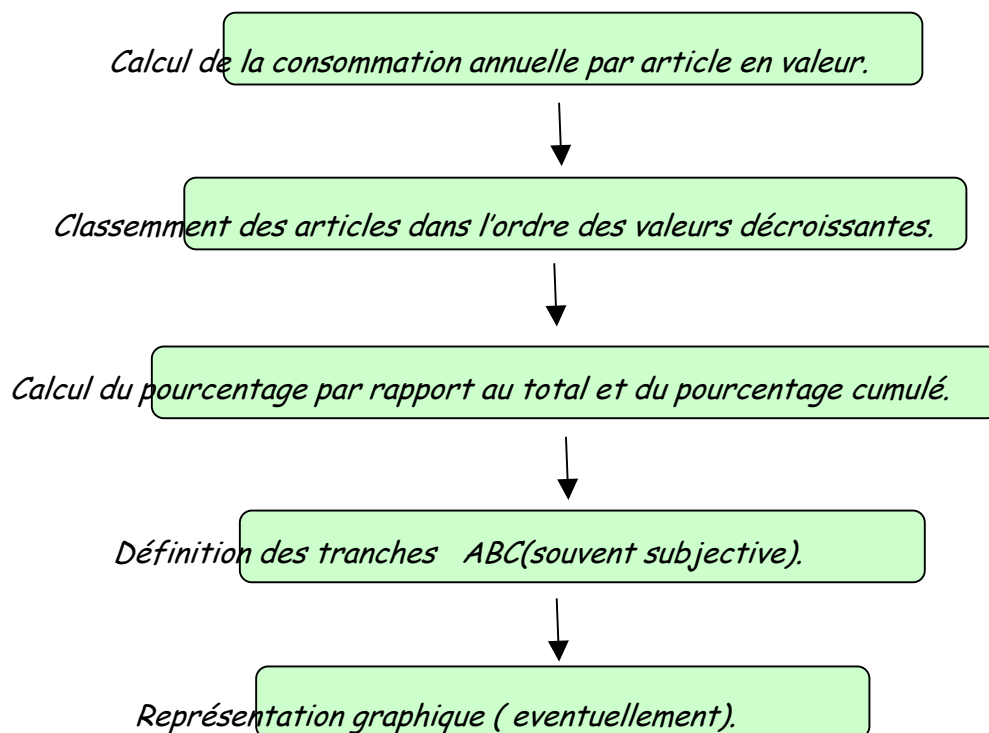 Calcul de la consommation annuelle par article en valeur.
Classemment des articles dans l'ordre des valeurs décroissantes.
Calcul du pourcentage par rapport au total et du pourcentage cumulé.
Définition des tranches ABC(souvent subjective).
Représentation graphique ( eventuellement).